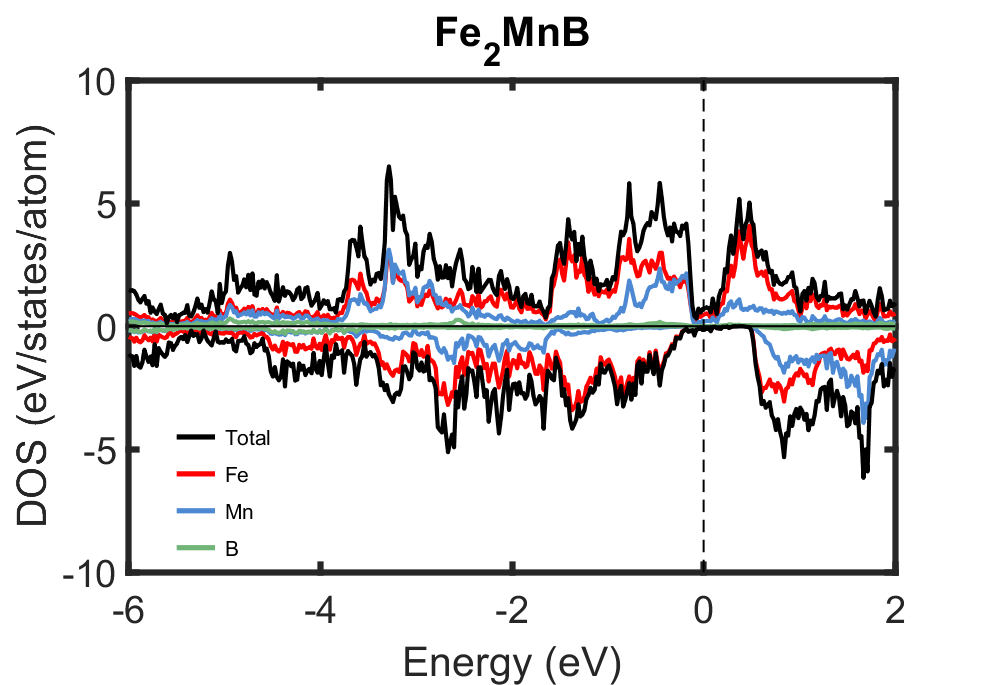 Fe₂MnB
10
5
0
-5
-10
DOS (eV/states/atom)
Total
Fe
Mn
B
-6 -4 -2 0 2
Energy (eV)